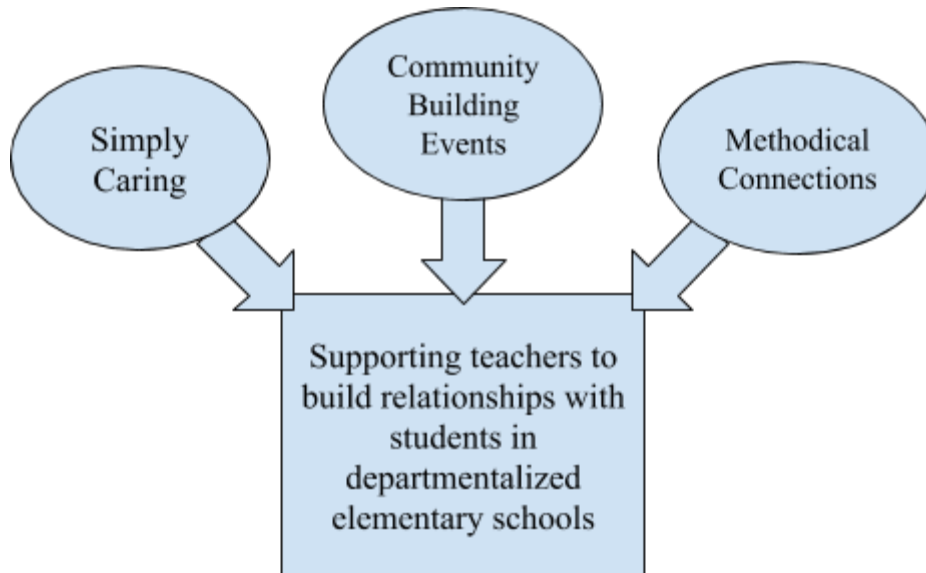 Simply
Caring
Community
Building
Events
Methodical
Connections
Supporting teachers to
build relationships with
students in
departmentalized
elementary schools